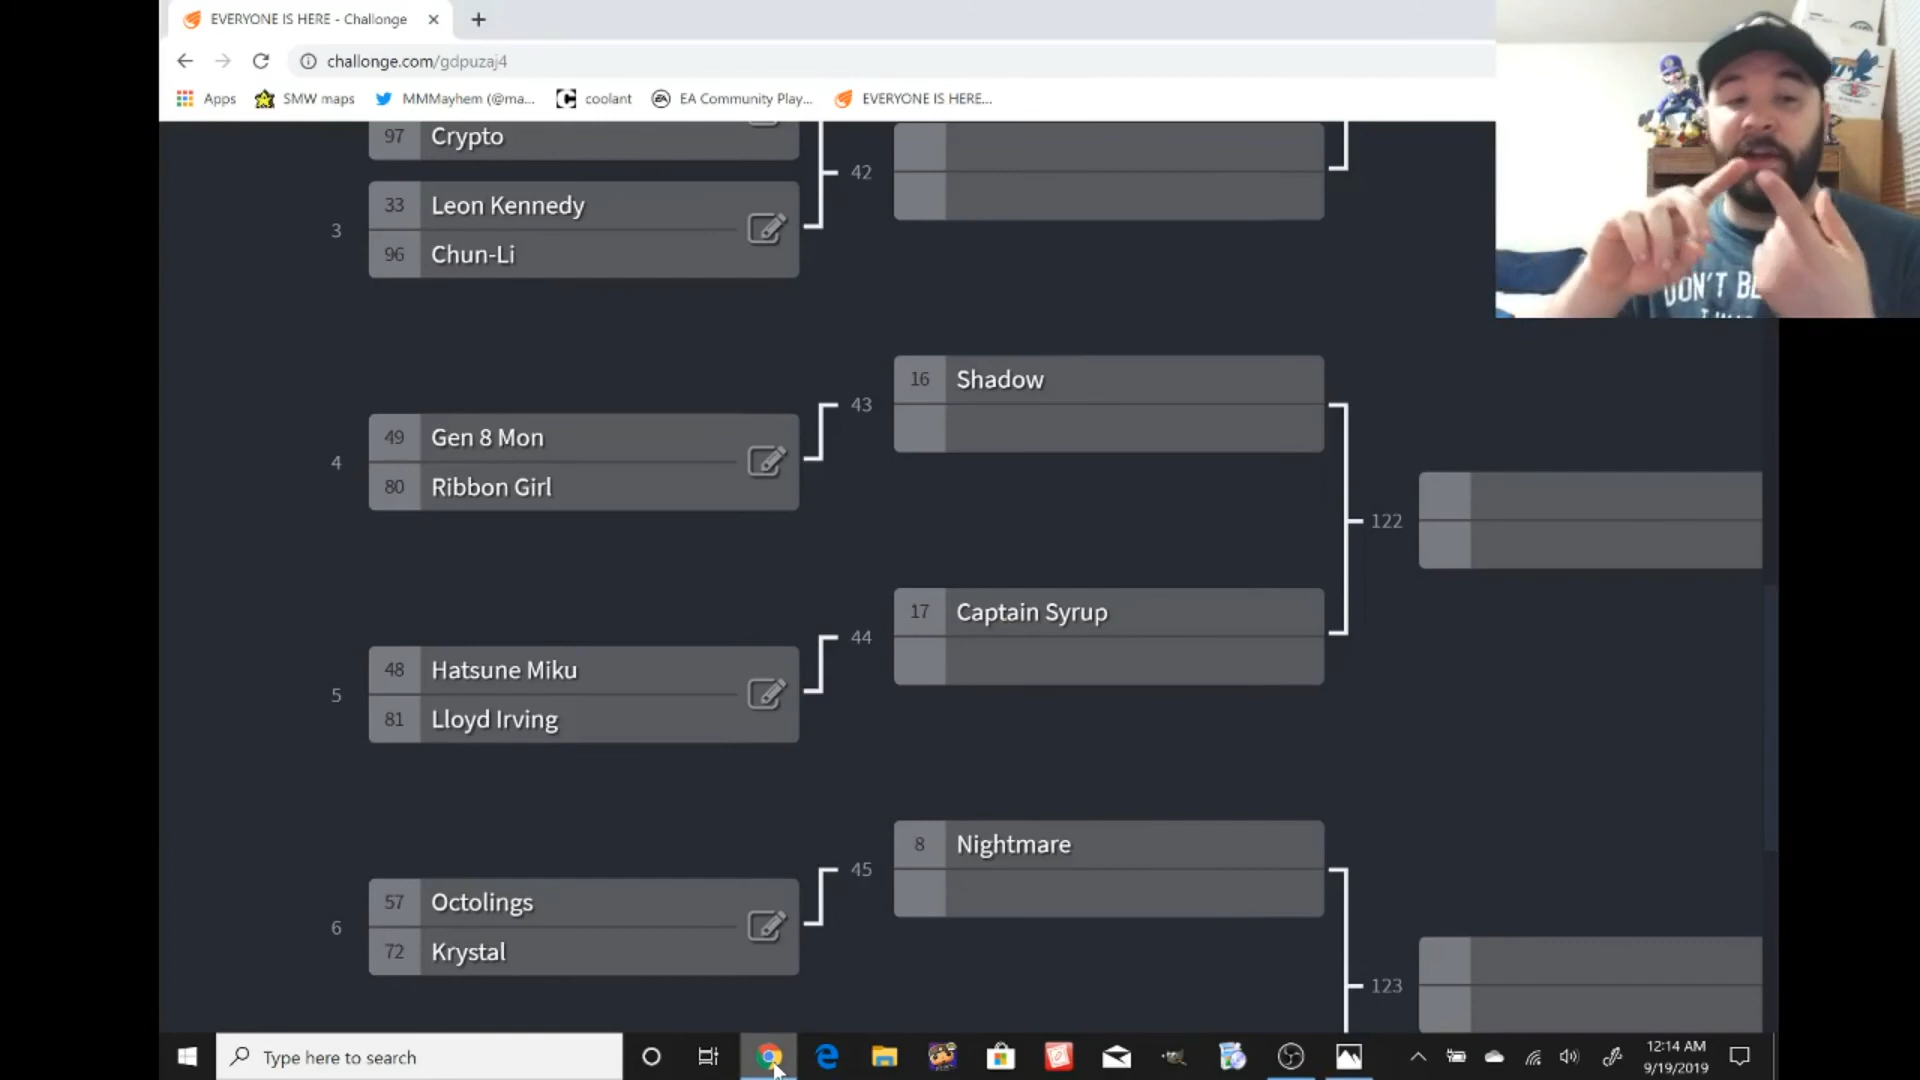 EVERYONE IS HERE - Challonge
challonge.com/gdpuzaj4
Apps SMW maps MMMayhem (@ma... coolant EA Community Play... EVERYONE IS HERE...
97 Crypto
42
3
33 Leon Kennedy
96 Chun-Li
DON'T BE
16 Shadow
43
4
49 Gen 8 Mon
80 Ribbon Girl
122
17 Captain Syrup
44
5
48 Hatsune Miku
81 Lloyd Irving
8 Nightmare
45
6
57 Octolings
72 Krystal
123
Type here to search
12:14 AM
9/19/2019